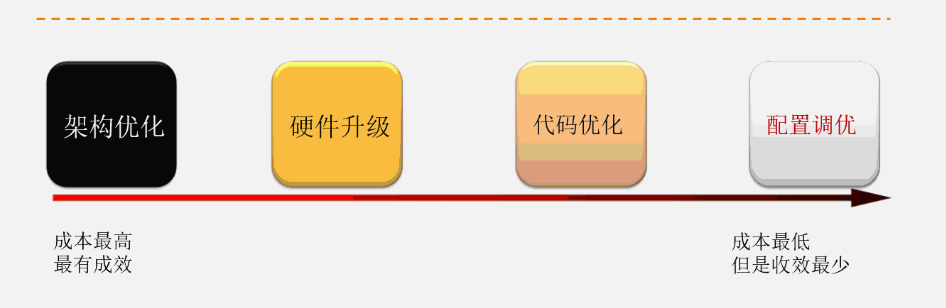 架构优化
硬件升级
代码优化
配置调优
成本最高
最有成效
成本最低
但是收效最少